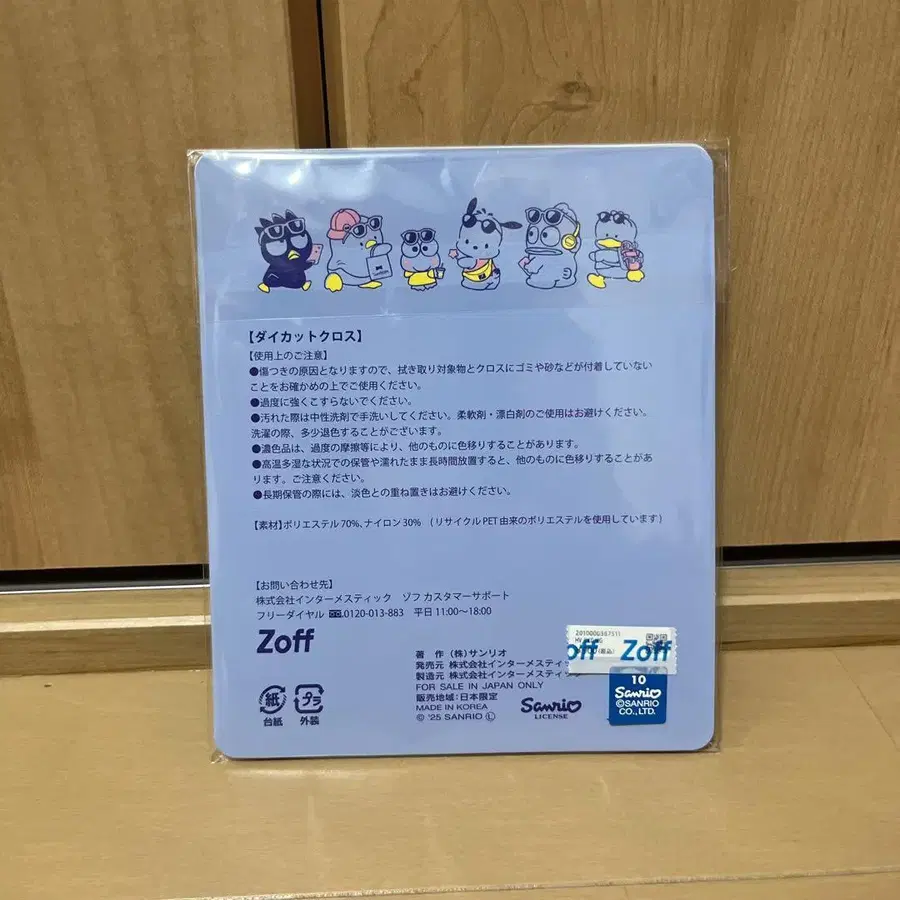 【ダイカットクロス】
【使用上のご注意】
●傷つきの原因となりますので、拭き取り対象物とクロスにゴミや砂などが付着していない
ことをお確かめの上でご使用ください。
●過度に強くこすらないでください。
●汚れた際は中性洗剤で手洗いしてください。柔軟剤・漂白剤のご使用はお避けください。
洗濯の際、多少退色することがございます。
●濃色品は、過度の摩擦等により、他のものに色移りすることがあります。
●高温多湿な状況での保管や濡れたまま長時間放置すると、他のものに色移りすることがあ
ります。ご注意ください。
●長期保管の際には、淡色との重ね置きはお避けください。
【素材】ポリエステル70%、ナイロン30% (リサイクルPET由来のポリエステルを使用しています)
【お問い合わせ先】
株式会社インターメスティック ゾフ カスタマーサポート
フリーダイヤル 0120-013-883 平日 11:00〜18:00
Zoff
著 作 (株)サンリオ
発売元 株式会社インターメスティッ
製造元 株式会社インターメスティッ
FOR SALE IN JAPAN ONLY
販売地域:日本限定
MADE IN KOREA
© '25 SANRIO Ⓛ
Sanrio
LICENSE
紙
台紙
プラ
外装
(税込)
off Zoff
10
Sanrio
©SANRIO
CO.,LTD.